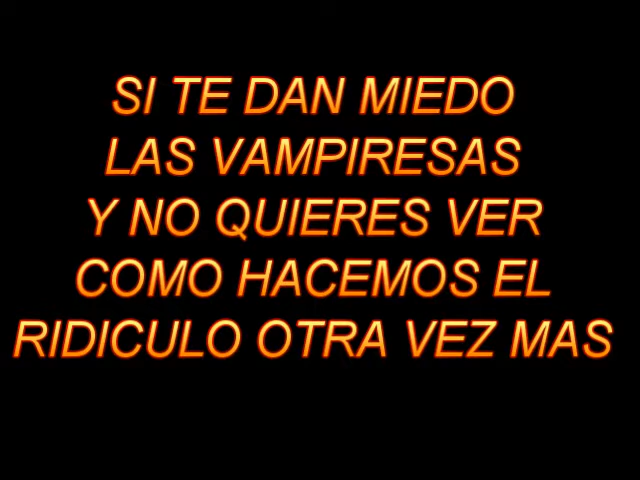 SI TE DAN MIEDO
LAS VAMPIRESAS
Y NO QUIERES VER
COMO HACEMOS EL
RIDICULO OTRA VEZ MAS